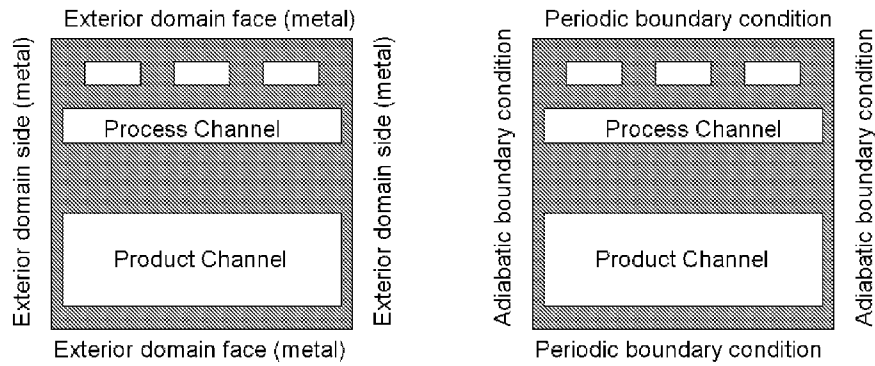 Exterior domain face (metal)
Exterior domain side (metal)
Process Channel
Product Channel
Exterior domain side (metal)
Exterior domain face (metal)
Periodic boundary condition
Adiabatic boundary condition
Process Channel
Product Channel
Adiabatic boundary condition
Periodic boundary condition